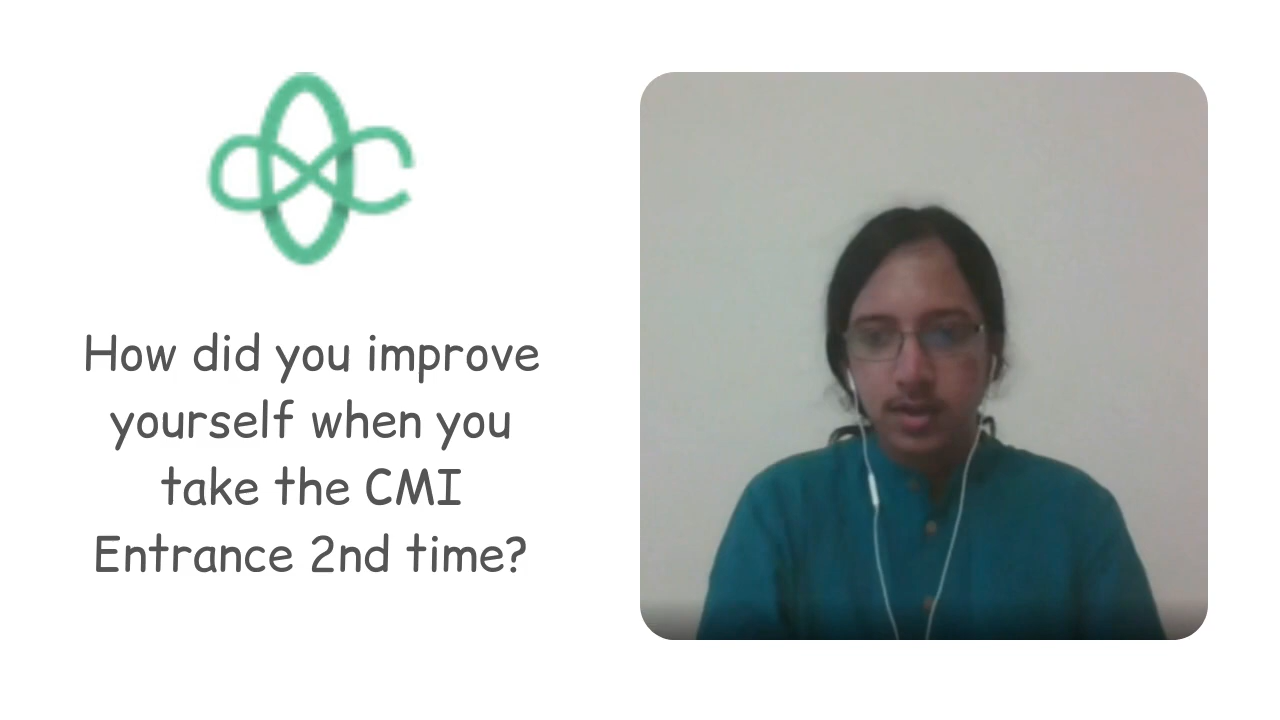 How did you improve
yourself when you
take the CMI
Entrance 2nd time?